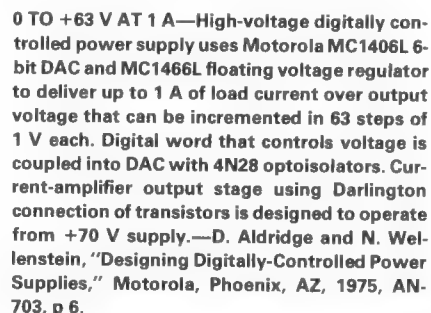 0 TO +63 V AT 1 A—High-voltage digitally con-
trolled power supply uses Motorola MC1406L 6-
bit DAC and MC1466L floating voltage regulator
to deliver up to 1 A of load current over output
voltage that can be incremented in 63 steps of
1 V each. Digital word that controls voltage is
coupled into DAC with 4N28 optoisolators. Cur-
rent-amplifier output stage using Darlington
connection of transistors is designed to operate
from +70 V supply.—D. Aldridge and N. Wel-
lenstein, "Designing Digitally-Controlled Power
Supplies," Motorola, Phoenix, AZ, 1975, AN-
703, p 6.